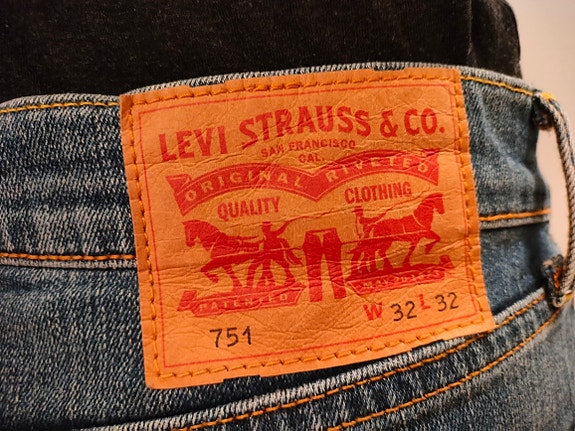 LEVI STRAUSS & CO.
SAN FRANCISCO
CAL.
ORIGINAL RIVETED
QUALITY CLOTHING
PATENTED
751
W 32 L 32